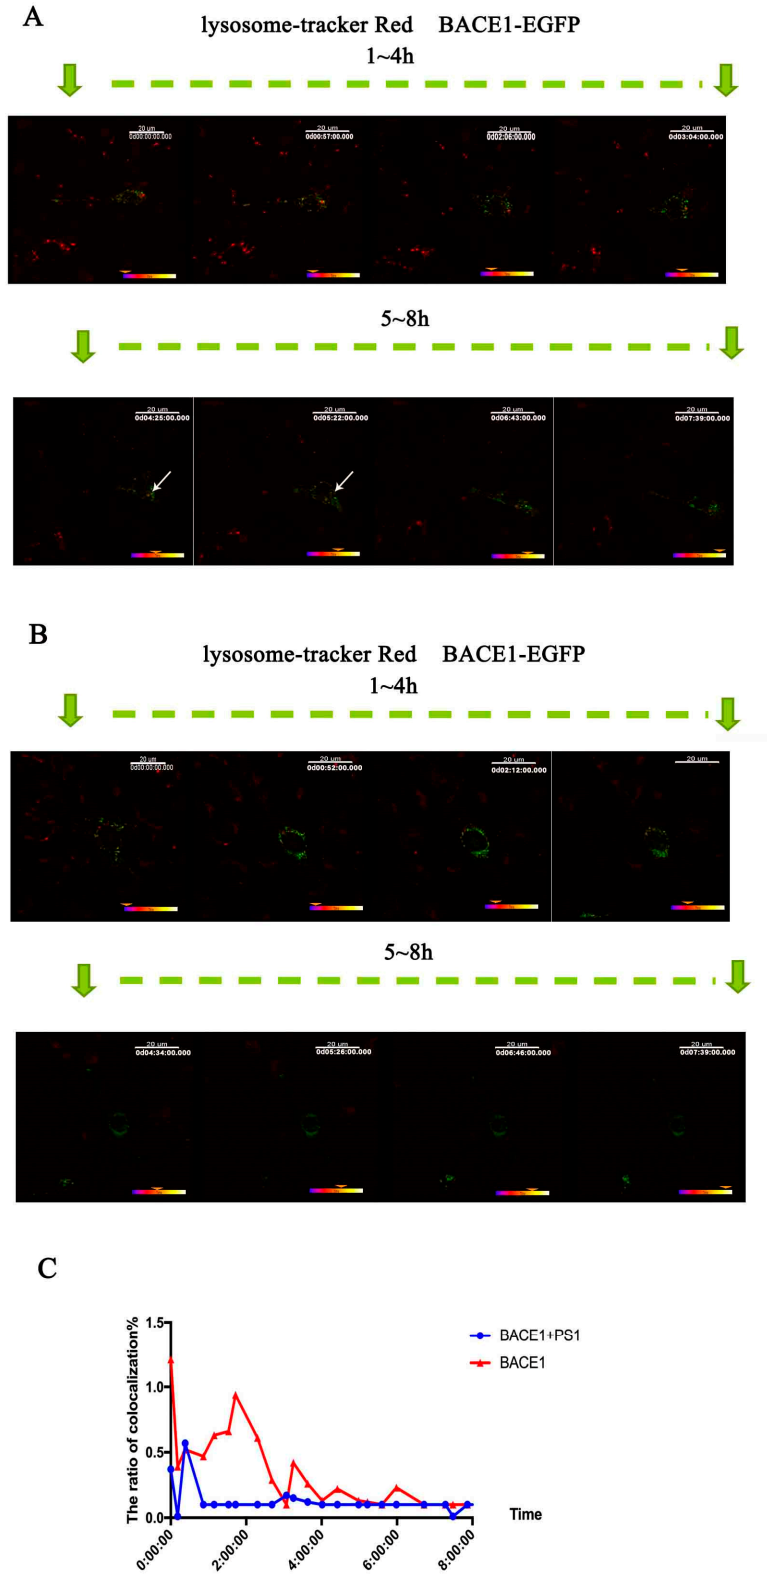 A
lysosome-tracker Red BACE1-EGFP
1~4h
20 um 20 um 20 um 20 um
0d00:00:00.000 0d00:57:00.000 0d02:06:00.000 0d03:04:00.000
5~8h
20 um 20 um 20 um 20 um
0d04:25:00.000 0d05:22:00.000 0d06:43:00.000 0d07:39:00.000
B
lysosome-tracker Red BACE1-EGFP
1~4h
20 um 20 um 20 um 20 um
0d00:00:00.000 0d00:52:00.000 0d02:12:00.000
5~8h
20 um 20 um 20 um 20 um
0d04:34:00.000 0d05:26:00.000 0d06:46:00.000 0d07:39:00.000
C
The ratio of colocalization%
1.5
1.0
0.5
0.0
0:00:00 2:00:00 4:00:00 6:00:00 8:00:00
Time
BACE1+PS1
BACE1